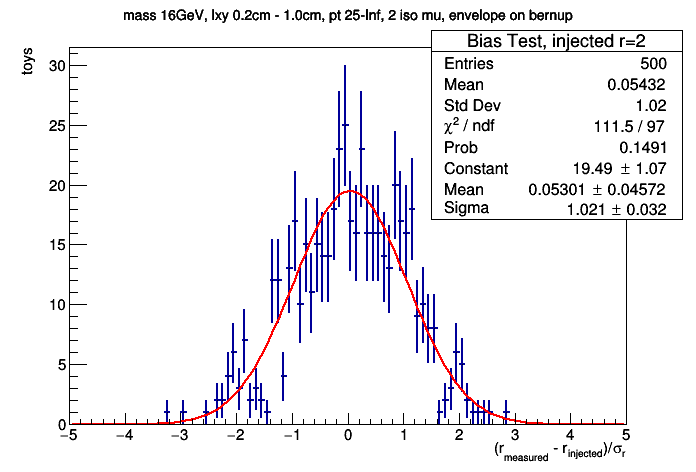 mass 16GeV, lxy 0.2cm - 1.0cm, pt 25-Inf, 2 iso mu, envelope on bernup
toys
Bias Test, injected r=2
Entries 500
Mean 0.05432
Std Dev 1.02
χ² / ndf 111.5 / 97
Prob 0.1491
Constant 19.49 ± 1.07
Mean 0.05301 ± 0.04572
Sigma 1.021 ± 0.032
30
25
20
15
10
5
0
−5 −4 −3 −2 −1 0 1 2 3 4 5
(r_measured - r_injected)/σ_r